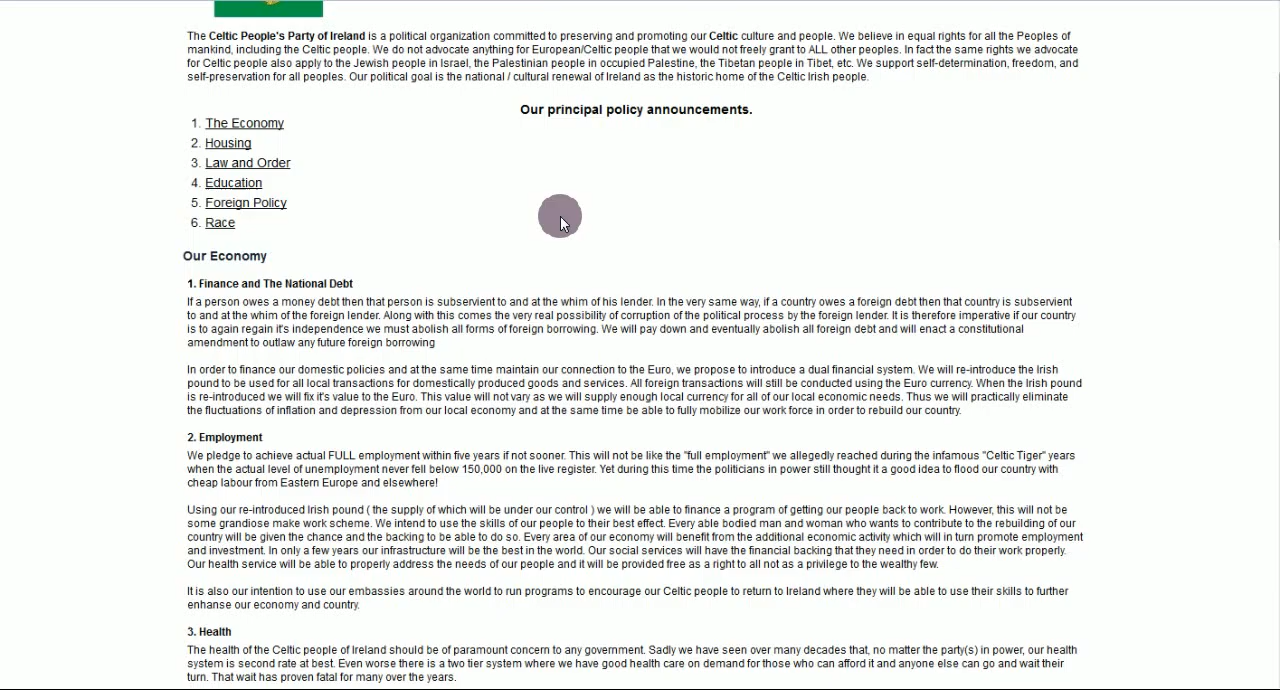 The Celtic People's Party of Ireland is a political organization committed to preserving and promoting our Celtic culture and people. We believe in equal rights for all the Peoples of
mankind, including the Celtic people. We do not advocate anything for European/Celtic people that we would not freely grant to ALL other peoples. In fact the same rights we advocate
for Celtic people also apply to the Jewish people in Israel, the Palestinian people in occupied Palestine, the Tibetan people in Tibet, etc. We support self-determination, freedom, and
self-preservation for all peoples. Our political goal is the national / cultural renewal of Ireland as the historic home of the Celtic Irish people.
Our principal policy announcements.
1. The Economy
2. Housing
3. Law and Order
4. Education
5. Foreign Policy
6. Race
Our Economy
1. Finance and The National Debt
If a person owes a money debt then that person is subservient to and at the whim of his lender. In the very same way, if a country owes a foreign debt then that country is subservient
to and at the whim of the foreign lender. Along with this comes the very real possibility of corruption of the political process by the foreign lender. It is therefore imperative if our country
is to again regain it's independence we must abolish all forms of foreign borrowing. We will pay down and eventually abolish all foreign debt and will enact a constitutional
amendment to outlaw any future foreign borrowing
In order to finance our domestic policies and at the same time maintain our connection to the Euro, we propose to introduce a dual financial system. We will re-introduce the Irish
pound to be used for all local transactions for domestically produced goods and services. All foreign transactions will still be conducted using the Euro currency. When the Irish pound
is re-introduced we will fix it's value to the Euro. This value will not vary as we will supply enough local currency for all of our local economic needs. Thus we will practically eliminate
the fluctuations of inflation and depression from our local economy and at the same time be able to fully mobilize our work force in order to rebuild our country.
2. Employment
We pledge to achieve actual FULL employment within five years if not sooner. This will not be like the "full employment" we allegedly reached during the infamous "Celtic Tiger" years
when the actual level of unemployment never fell below 150,000 on the live register. Yet during this time the politicians in power still thought it a good idea to flood our country with
cheap labour from Eastern Europe and elsewhere!
Using our re-introduced Irish pound ( the supply of which will be under our control ) we will be able to finance a program of getting our people back to work. However, this will not be
some grandiose make work scheme. We intend to use the skills of our people to their best effect. Every able bodied man and woman who wants to contribute to the rebuilding of our
country will be given the chance and the backing to be able to do so. Every area of our economy will benefit from the additional economic activity which will in turn promote employment
and investment. In only a few years our infrastructure will be the best in the world. Our social services will have the financial backing that they need in order to do their work properly.
Our health service will be able to properly address the needs of our people and it will be provided free as a right to all not as a privilege to the wealthy few.
It is also our intention to use our embassies around the world to run programs to encourage our Celtic people to return to Ireland where they will be able to use their skills to further
enhanse our economy and country.
3. Health
The health of the Celtic people of Ireland should be of paramount concern to any government. Sadly we have seen over many decades that, no matter the party(s) in power, our health
system is second rate at best. Even worse there is a two tier system where we have good health care on demand for those who can afford it and anyone else can go and wait their
turn. That wait has proven fatal for many over the years.